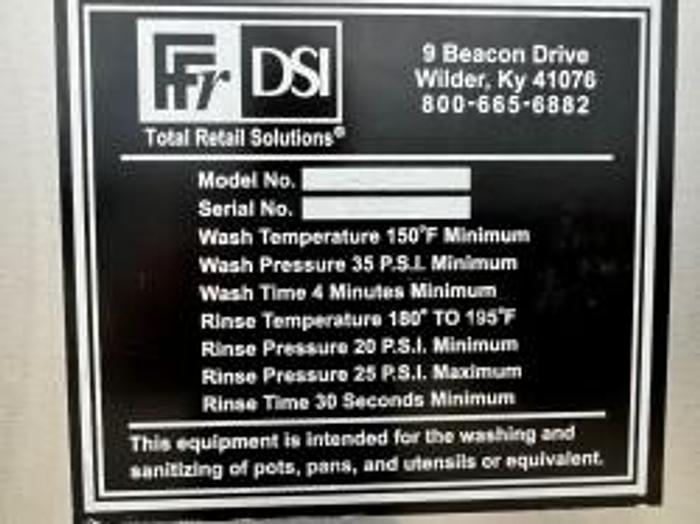 FFr DSI
Total Retail Solutions®
9 Beacon Drive
Wilder, Ky 41076
800-665-6882
Model No.
Serial No.
Wash Temperature 150°F Minimum
Wash Pressure 35 P.S.I. Minimum
Wash Time 4 Minutes Minimum
Rinse Temperature 180° TO 195°F
Rinse Pressure 20 P.S.I. Minimum
Rinse Pressure 25 P.S.I. Maximum
Rinse Time 30 Seconds Minimum
This equipment is intended for the washing and
sanitizing of pots, pans, and utensils or equivalent.